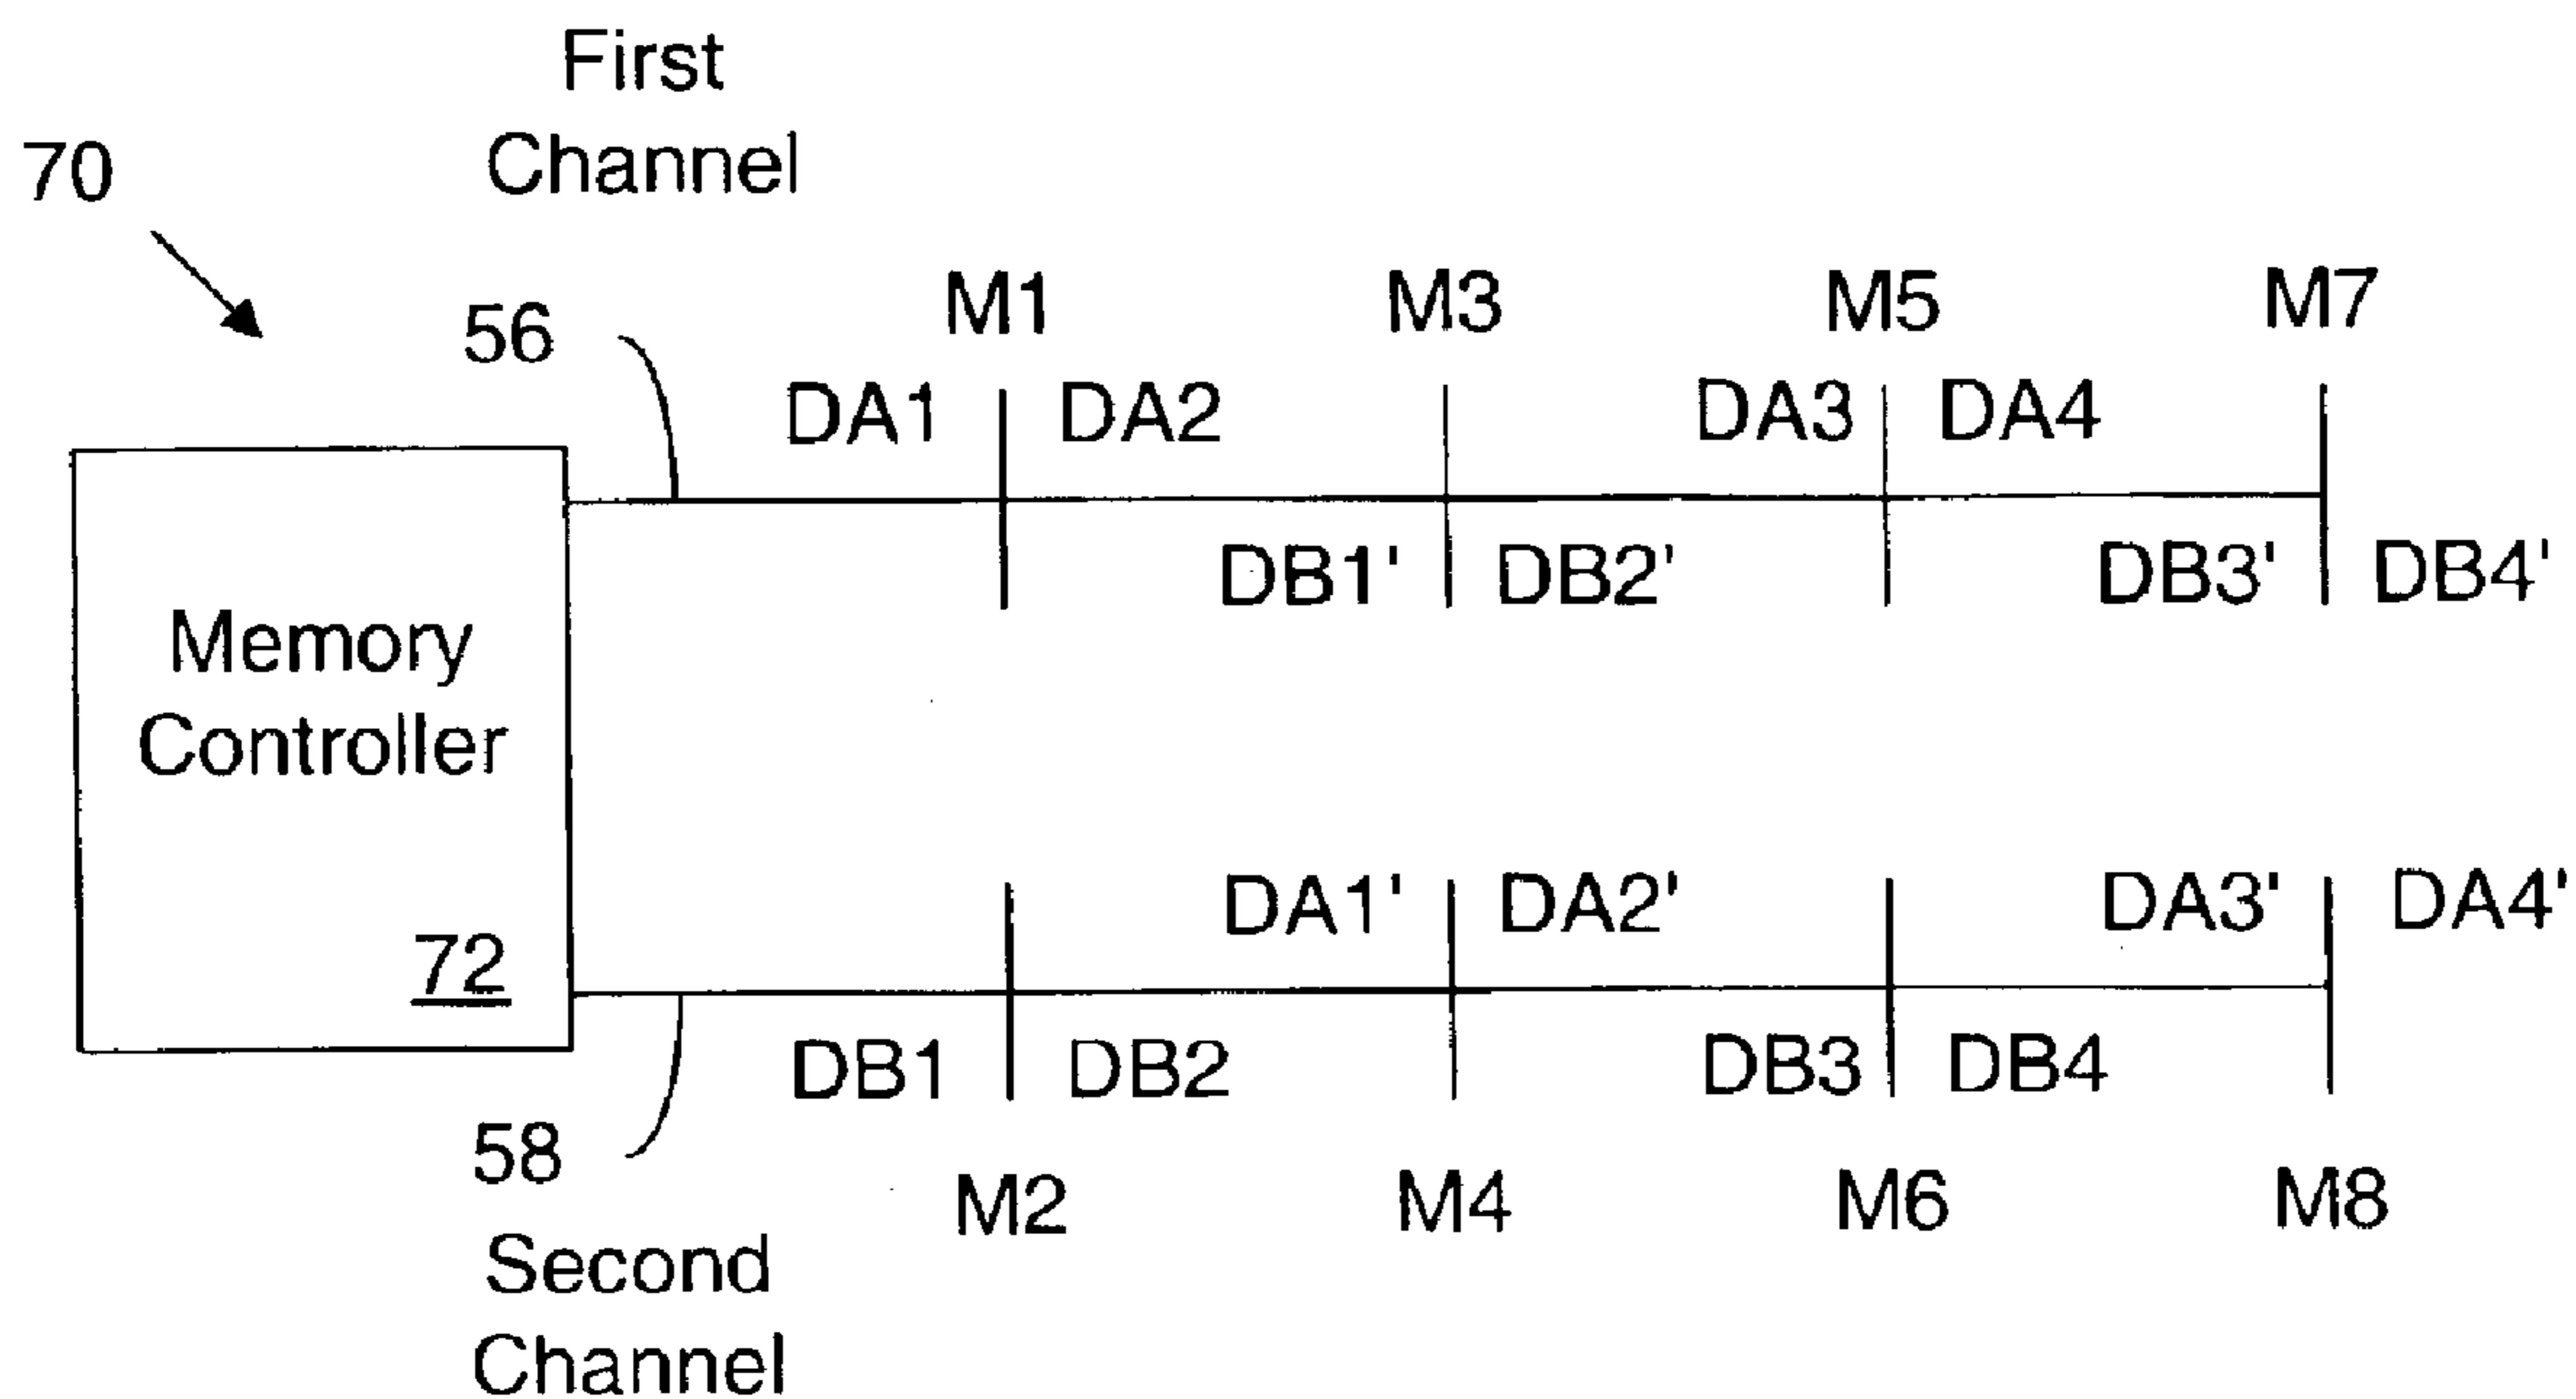 First
Channel
70
56
M1
M3
M5
M7
DA1
DA2
DA3
DA4
DB1'
DB2'
DB3'
DB4'
Memory
Controller
72
DA1'
DA2'
DA3'
DA4'
DB1
DB2
DB3
DB4
58
M2
M4
M6
M8
Second
Channel